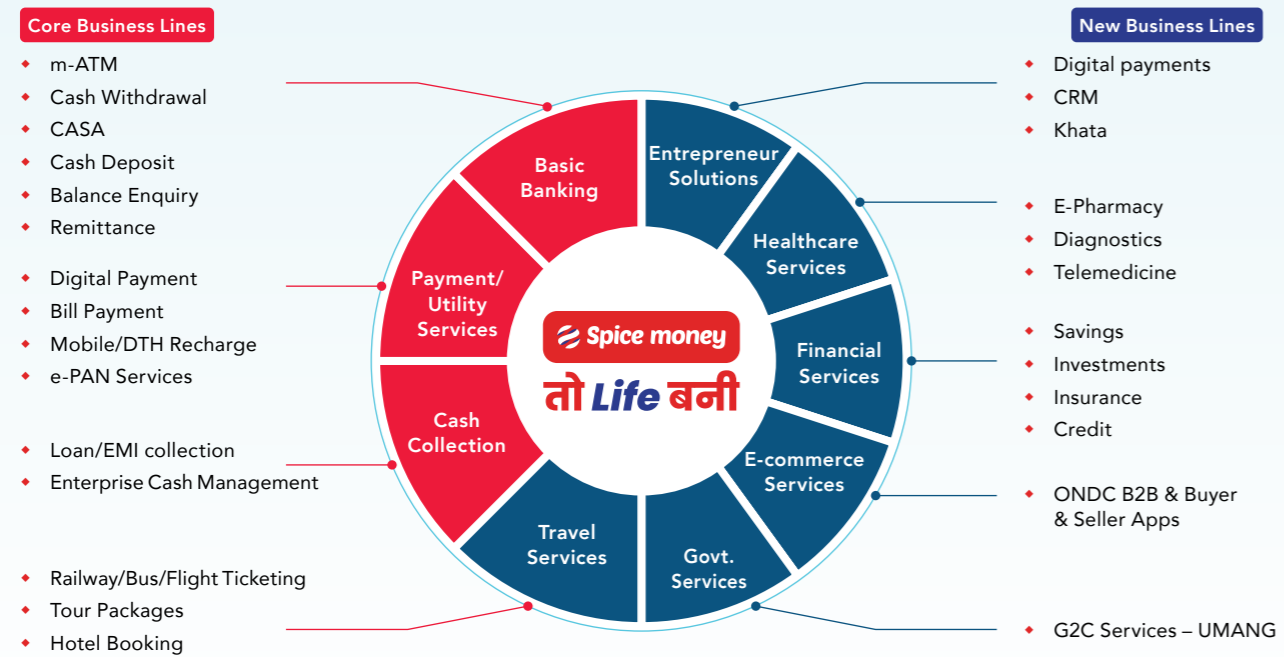 Core Business Lines
m-ATM
Cash Withdrawal
CASA
Cash Deposit
Balance Enquiry
Remittance
Digital Payment
Bill Payment
Mobile/DTH Recharge
e-PAN Services
Loan/EMI collection
Enterprise Cash Management
Railway/Bus/Flight Ticketing
Tour Packages
Hotel Booking
Basic
Banking
Payment/
Utility
Services
Cash
Collection
Travel
Services
Entrepreneur
Solutions
Healthcare
Services
Financial
Services
E-commerce
Services
Govt.
Services
Spice money
तो Life बनी
New Business Lines
Digital payments
CRM
Khata
E-Pharmacy
Diagnostics
Telemedicine
Savings
Investments
Insurance
Credit
ONDC B2B & Buyer
& Seller Apps
G2C Services – UMANG